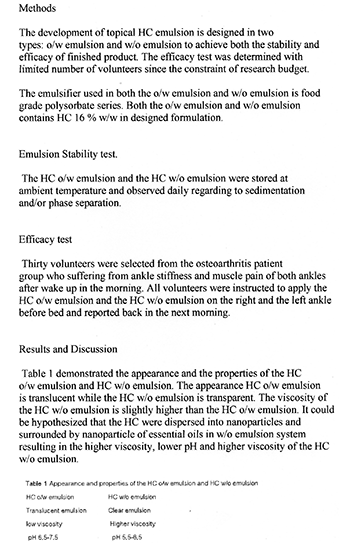 Methods
The development of topical HC emulsion is designed in two
types: o/w emulsion and w/o emulsion to achieve both the stability and
efficacy of finished product. The efficacy test was determined with
limited number of volunteers since the constraint of research budget.
The emulsifier used in both the o/w emulsion and w/o emulsion is food
grade polysorbate series. Both the o/w emulsion and w/o emulsion
contains HC 16 % w/w in designed formulation.
Emulsion Stability test.
The HC o/w emulsion and the HC w/o emulsion were stored at
ambient temperature and observed daily regarding to sedimentation
and/or phase separation.
Efficacy test
Thirty volunteers were selected from the osteoarthritis patient
group who suffering from ankle stiffness and muscle pain of both ankles
after wake up in the morning. All volunteers were instructed to apply the
HC o/w emulsion and the HC w/o emulsion on the right and the left ankle
before bed and reported back in the next morning.
Results and Discussion
Table 1 demonstrated the appearance and the properties of the HC
o/w emulsion and HC w/o emulsion. The appearance HC o/w emulsion
is translucent while the HC w/o emulsion is transparent. The viscosity of
the HC w/o emulsion is slightly higher than the HC o/w emulsion. It could
be hypothesized that the HC were dispersed into nanoparticles and
surrounded by nanoparticle of essential oils in w/o emulsion system
resulting in the higher viscosity, lower pH and higher viscosity of the HC
w/o emulsion.
Table 1 Appearance and properties of the HC o/w emulsion and HC w/o emulsion
HC o/w emulsion HC w/o emulsion
Translucent emulsion Clear emulsion
low viscosity Higher viscosity
pH 6.5-7.5 pH 5.5-6.5